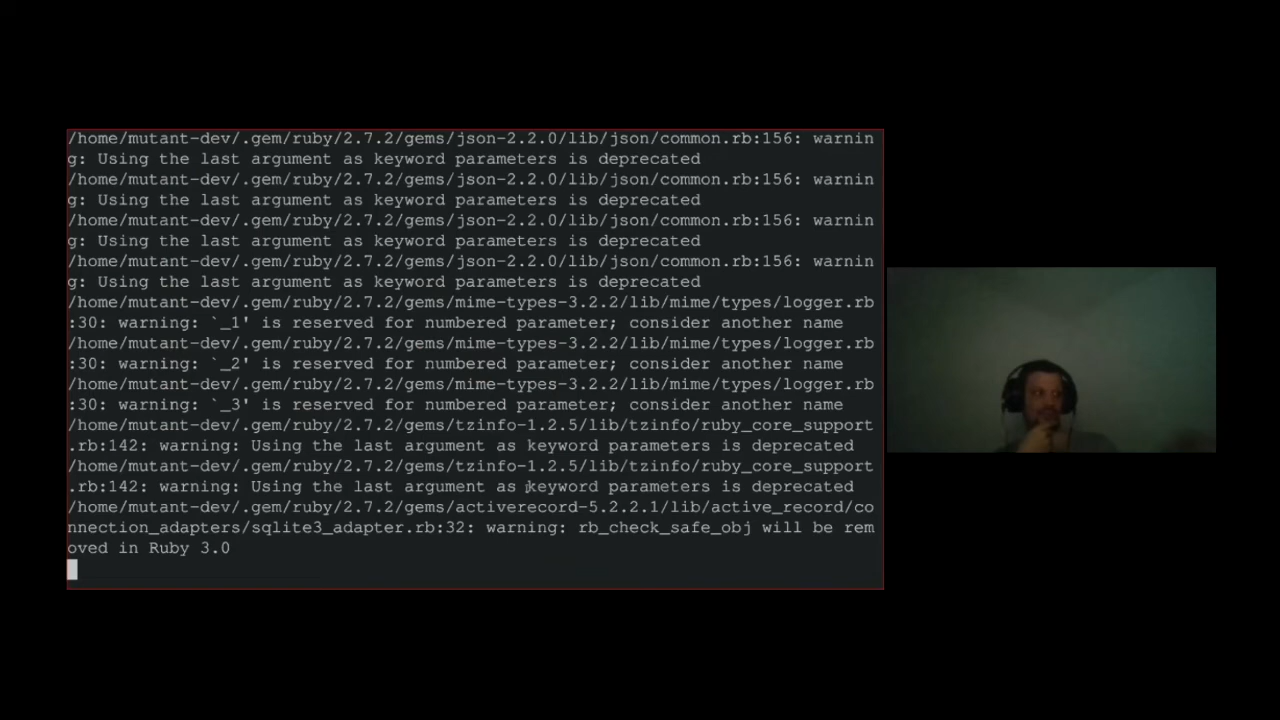 /home/mutant-dev/.gem/ruby/2.7.2/gems/json-2.2.0/lib/json/common.rb:156: warnin
g: Using the last argument as keyword parameters is deprecated
/home/mutant-dev/.gem/ruby/2.7.2/gems/json-2.2.0/lib/json/common.rb:156: warnin
g: Using the last argument as keyword parameters is deprecated
/home/mutant-dev/.gem/ruby/2.7.2/gems/json-2.2.0/lib/json/common.rb:156: warnin
g: Using the last argument as keyword parameters is deprecated
/home/mutant-dev/.gem/ruby/2.7.2/gems/json-2.2.0/lib/json/common.rb:156: warnin
g: Using the last argument as keyword parameters is deprecated
/home/mutant-dev/.gem/ruby/2.7.2/gems/mime-types-3.2.2/lib/mime/types/logger.rb
:30: warning: `_1' is reserved for numbered parameter; consider another name
/home/mutant-dev/.gem/ruby/2.7.2/gems/mime-types-3.2.2/lib/mime/types/logger.rb
:30: warning: `_2' is reserved for numbered parameter; consider another name
/home/mutant-dev/.gem/ruby/2.7.2/gems/mime-types-3.2.2/lib/mime/types/logger.rb
:30: warning: `_3' is reserved for numbered parameter; consider another name
/home/mutant-dev/.gem/ruby/2.7.2/gems/tzinfo-1.2.5/lib/tzinfo/ruby_core_support
.rb:142: warning: Using the last argument as keyword parameters is deprecated
/home/mutant-dev/.gem/ruby/2.7.2/gems/tzinfo-1.2.5/lib/tzinfo/ruby_core_support
.rb:142: warning: Using the last argument as keyword parameters is deprecated
/home/mutant-dev/.gem/ruby/2.7.2/gems/activerecord-5.2.2.1/lib/active_record/co
nnection_adapters/sqlite3_adapter.rb:32: warning: rb_check_safe_obj will be rem
oved in Ruby 3.0